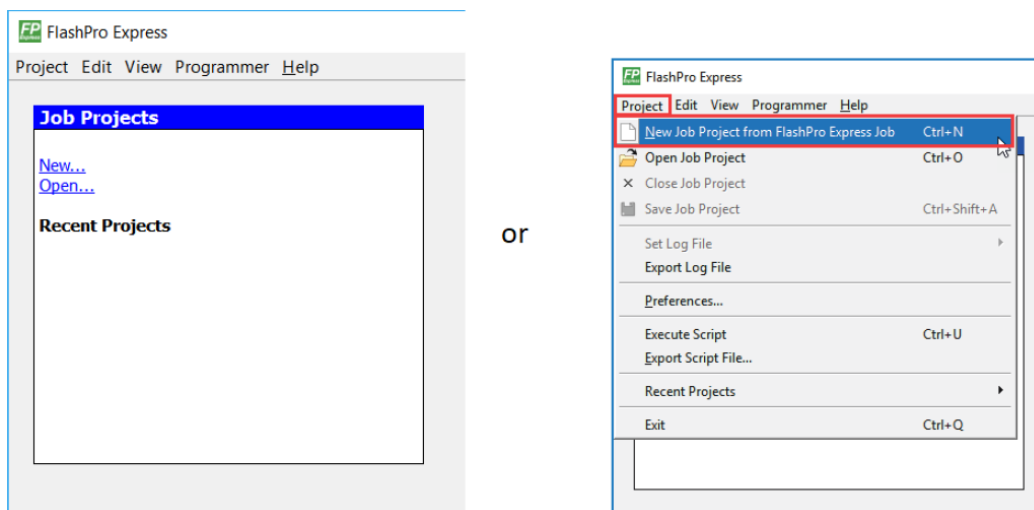 FP FlashPro Express
Project Edit View Programmer Help
Job Projects
New...
Open...
Recent Projects
or
FP FlashPro Express
Project Edit View Programmer Help
New Job Project from FlashPro Express Job Ctrl+N
Open Job Project Ctrl+O
Close Job Project
Save Job Project Ctrl+Shift+A
Set Log File
Export Log File
Preferences...
Execute Script Ctrl+U
Export Script File...
Recent Projects
Exit Ctrl+Q